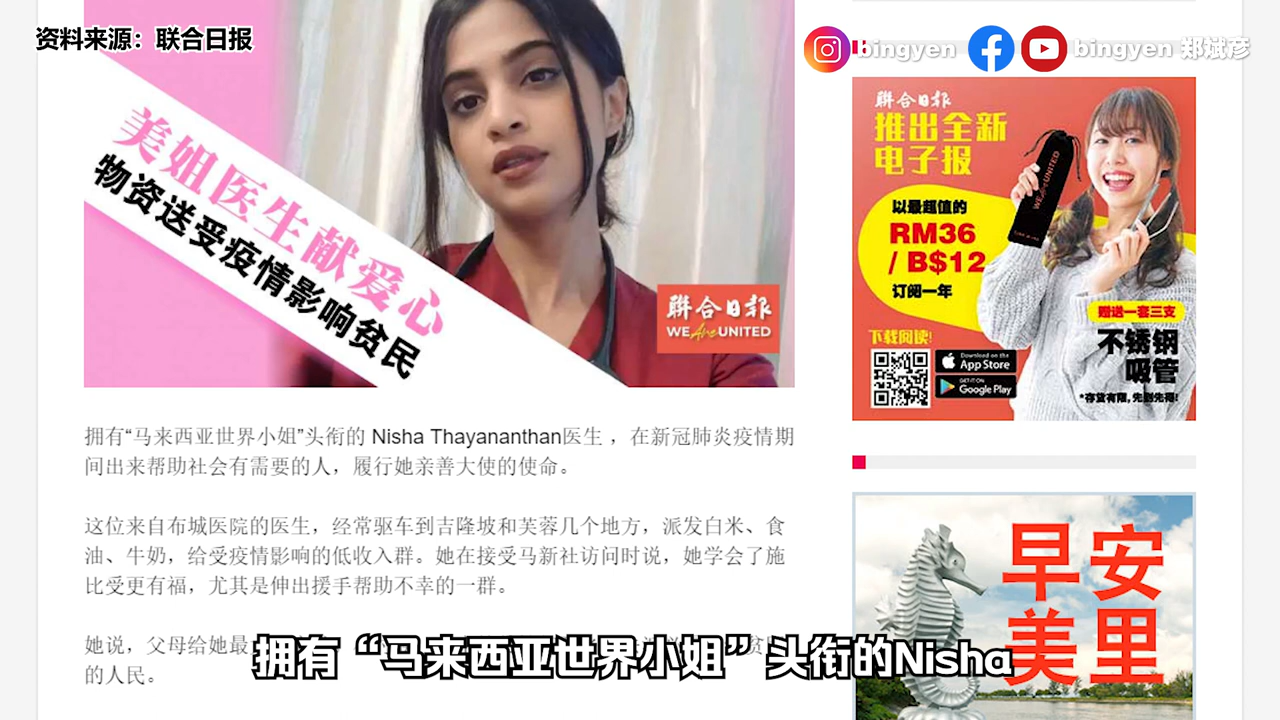 资料来源：联合日报
bingyen
bingyen 郑斌彦
美姐医生献爱心
物资送受疫情影响贫民
聯合日报
WE Are UNITED
拥有“马来西亚世界小姐”头衔的 Nisha Thayananthan医生 ，在新冠肺炎疫情期
间出来帮助社会有需要的人，履行她亲善大使的使命。
这位来自布城医院的医生，经常驱车到吉隆坡和芙蓉几个地方，派发白米、食
油、牛奶，给受疫情影响的低收入群。她在接受马新社访问时说，她学会了施
比受更有福，尤其是伸出援手帮助不幸的一群。
她说，父母给她最
的人民。
拥有“马来西亚世界小姐”头衔的Nisha
聯合日报
推出全新
电子报
WE Are UNITED
以最超值的
RM36
/ B$12
订阅一年
下载阅读!
Download on the
App Store
GET IT ON
Google Play
赠送一套三支
不锈钢
吸管
*存货有限，先到先得!
早安
美里